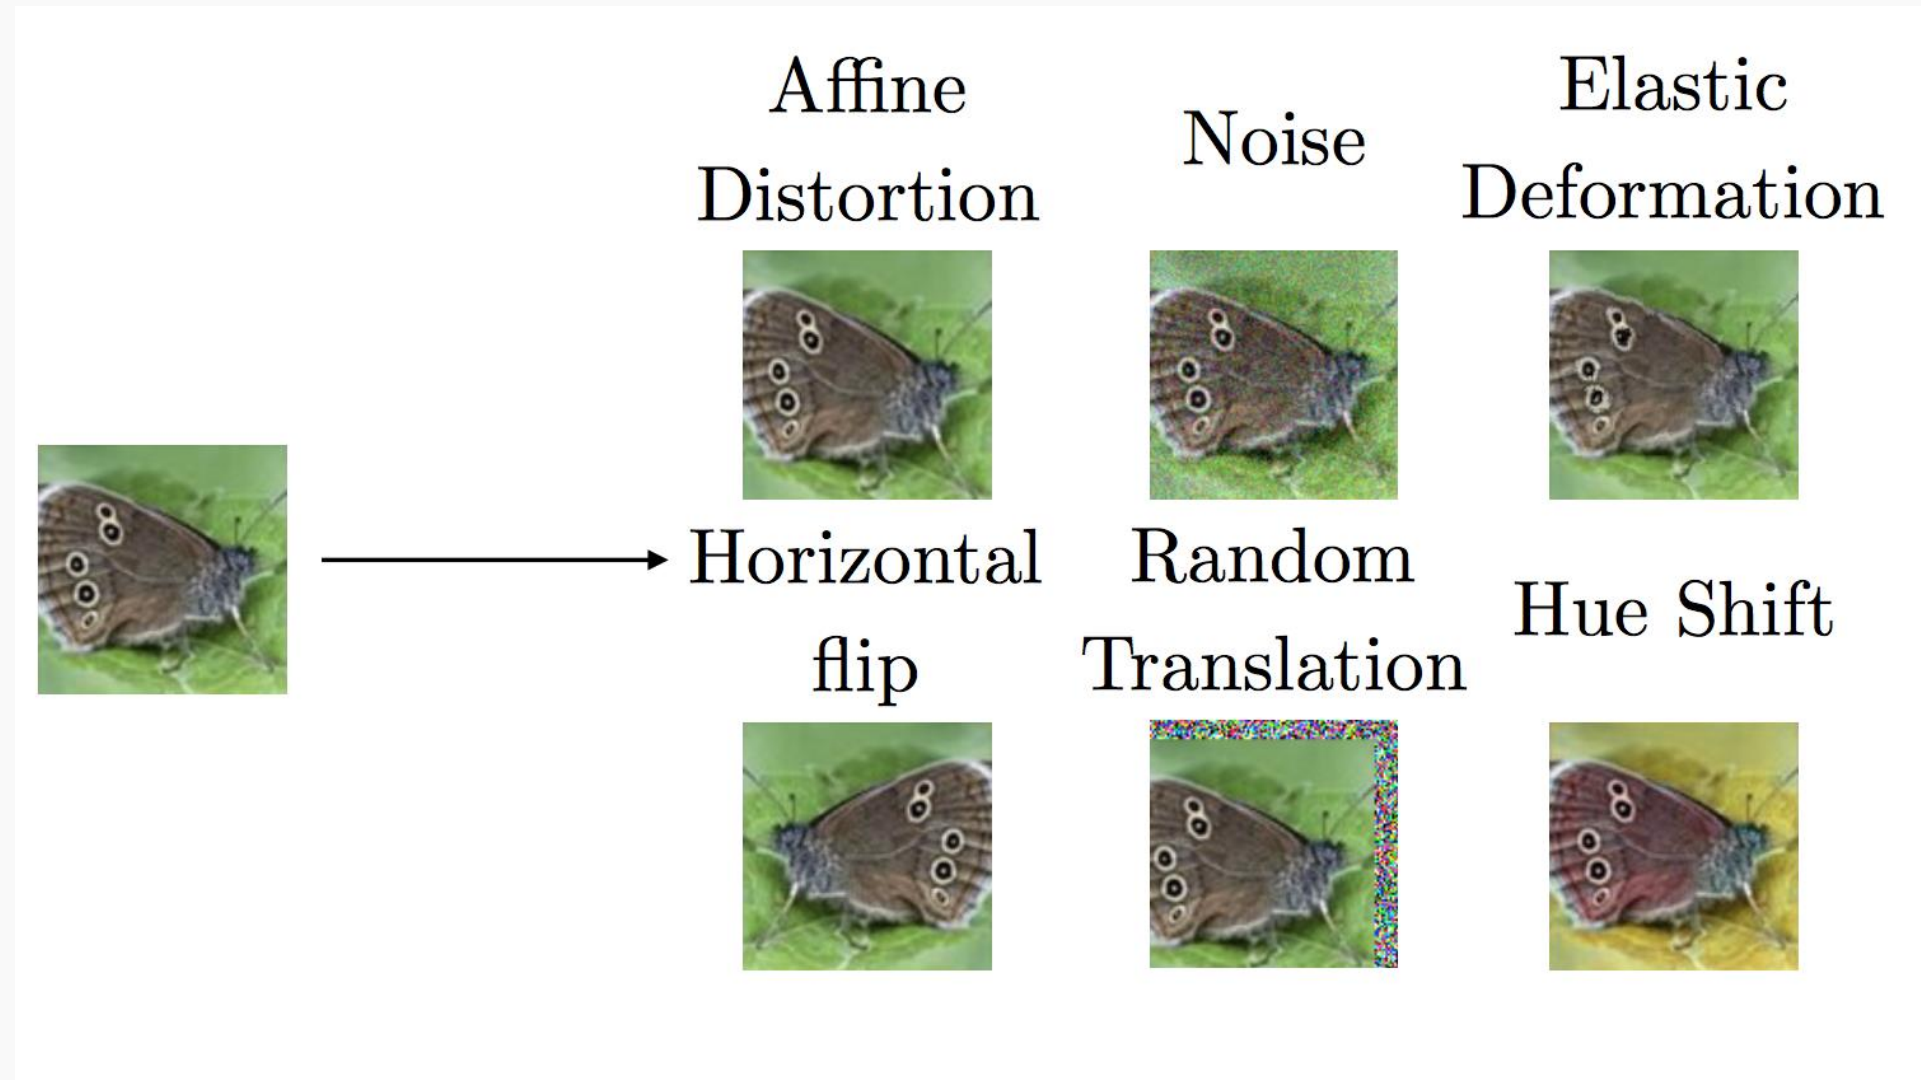 Affine
Distortion
Noise
Elastic
Deformation
Horizontal
flip
Random
Translation
Hue Shift